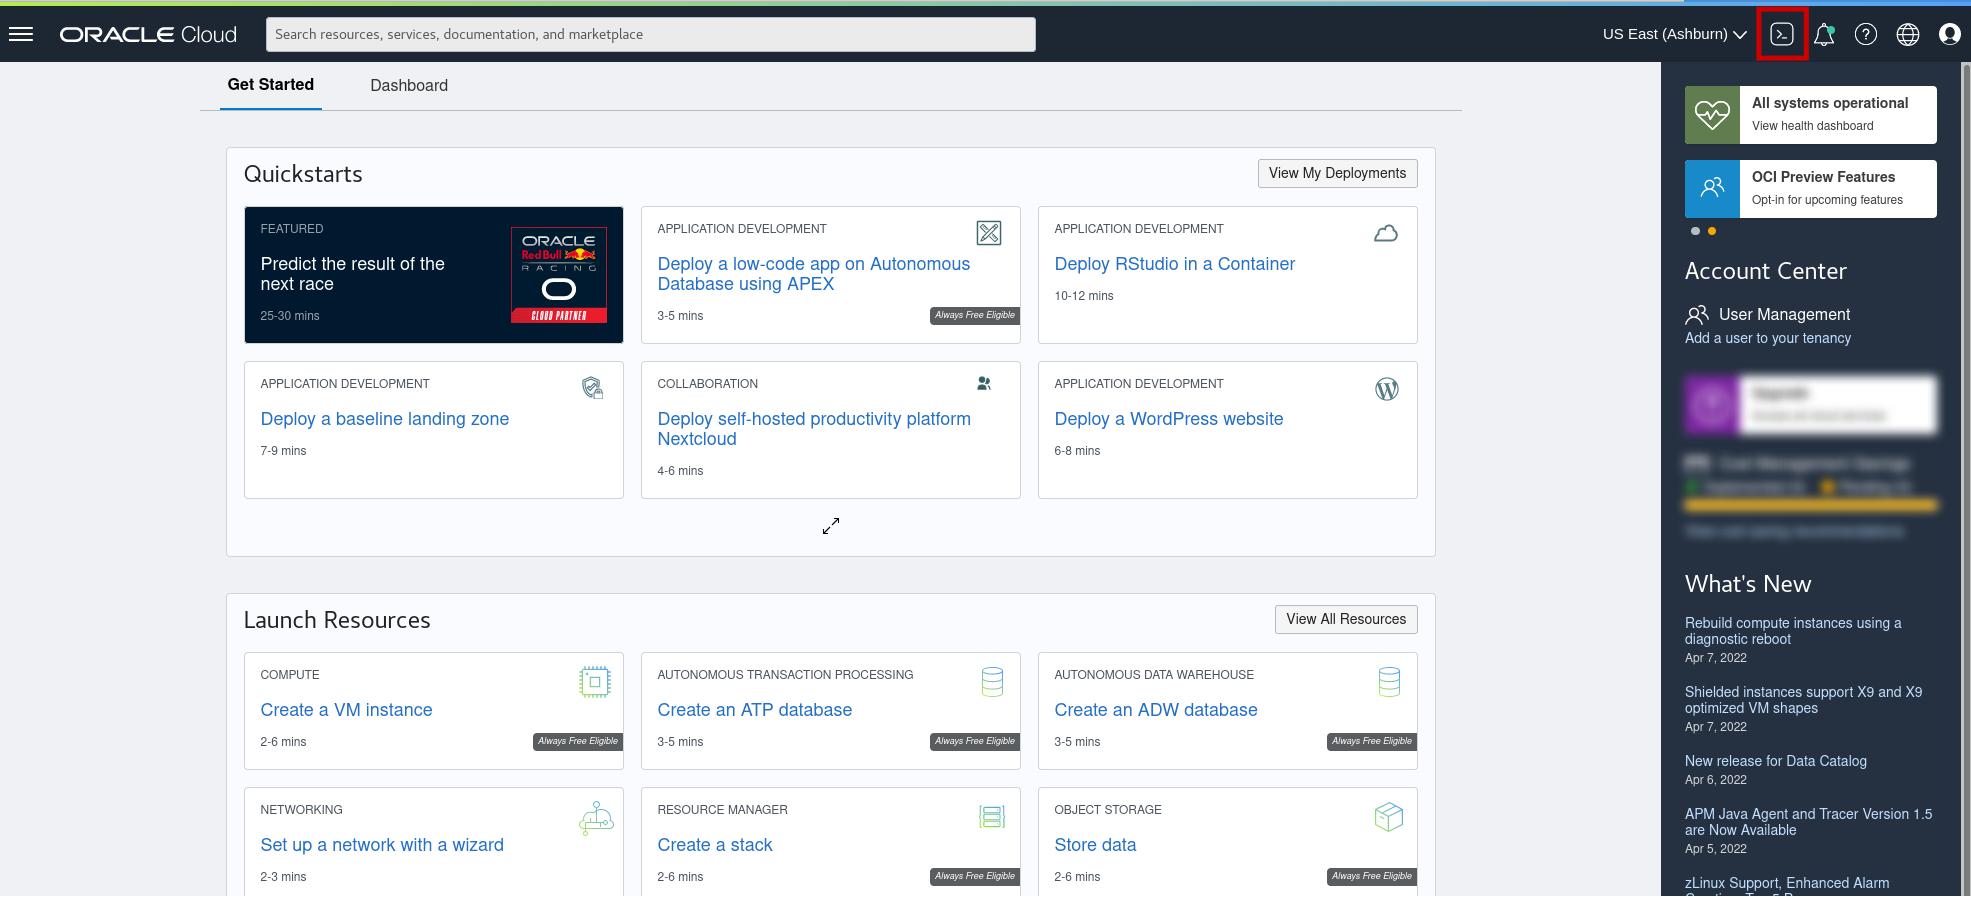 ORACLE Cloud
Search resources, services, documentation, and marketplace
US East (Ashburn)
Get Started
Dashboard
Quickstarts
View My Deployments
FEATURED
Predict the result of the
next race
25-30 mins
ORACLE
Red Bull
RACING
CLOUD PARTNER
APPLICATION DEVELOPMENT
Deploy a low-code app on Autonomous
Database using APEX
3-5 mins
Always Free Eligible
APPLICATION DEVELOPMENT
Deploy RStudio in a Container
10-12 mins
APPLICATION DEVELOPMENT
Deploy a baseline landing zone
7-9 mins
COLLABORATION
Deploy self-hosted productivity platform
Nextcloud
4-6 mins
APPLICATION DEVELOPMENT
Deploy a WordPress website
6-8 mins
Launch Resources
View All Resources
COMPUTE
Create a VM instance
2-6 mins
Always Free Eligible
AUTONOMOUS TRANSACTION PROCESSING
Create an ATP database
3-5 mins
Always Free Eligible
AUTONOMOUS DATA WAREHOUSE
Create an ADW database
3-5 mins
Always Free Eligible
NETWORKING
Set up a network with a wizard
2-3 mins
RESOURCE MANAGER
Create a stack
2-6 mins
Always Free Eligible
OBJECT STORAGE
Store data
2-6 mins
Always Free Eligible
All systems operational
View health dashboard
OCI Preview Features
Opt-in for upcoming features
Account Center
User Management
Add a user to your tenancy
What's New
Rebuild compute instances using a
diagnostic reboot
Apr 7, 2022
Shielded instances support X9 and X9
optimized VM shapes
Apr 7, 2022
New release for Data Catalog
Apr 6, 2022
APM Java Agent and Tracer Version 1.5
are Now Available
Apr 5, 2022
zLinux Support, Enhanced Alarm